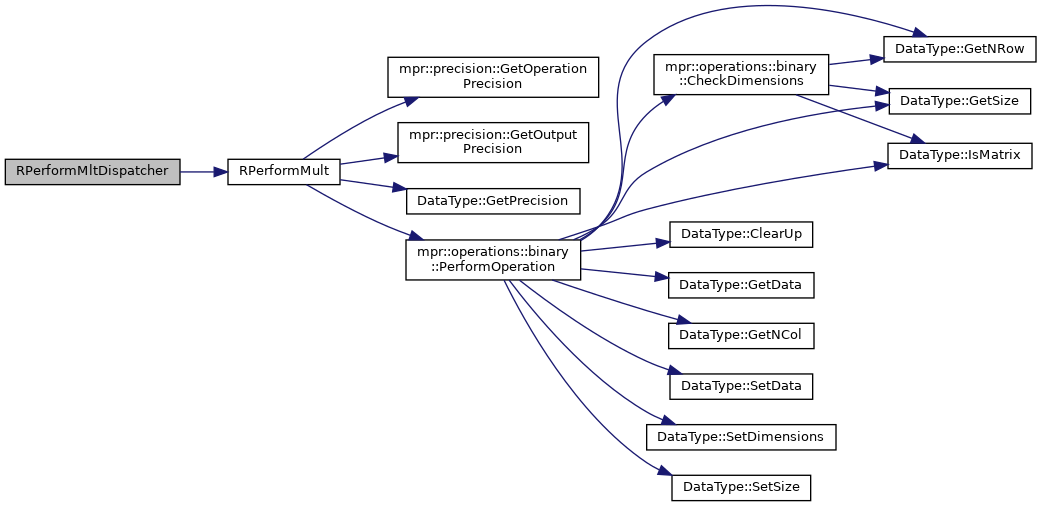 RPerformMltDispatcher
RPerformMult
mpr::precision::GetOperation
Precision
mpr::precision::GetOutput
Precision
DataType::GetPrecision
mpr::operations::binary
::PerformOperation
mpr::operations::binary
::CheckDimensions
DataType::GetNRow
DataType::GetSize
DataType::IsMatrix
DataType::ClearUp
DataType::GetData
DataType::GetNCol
DataType::SetData
DataType::SetDimensions
DataType::SetSize